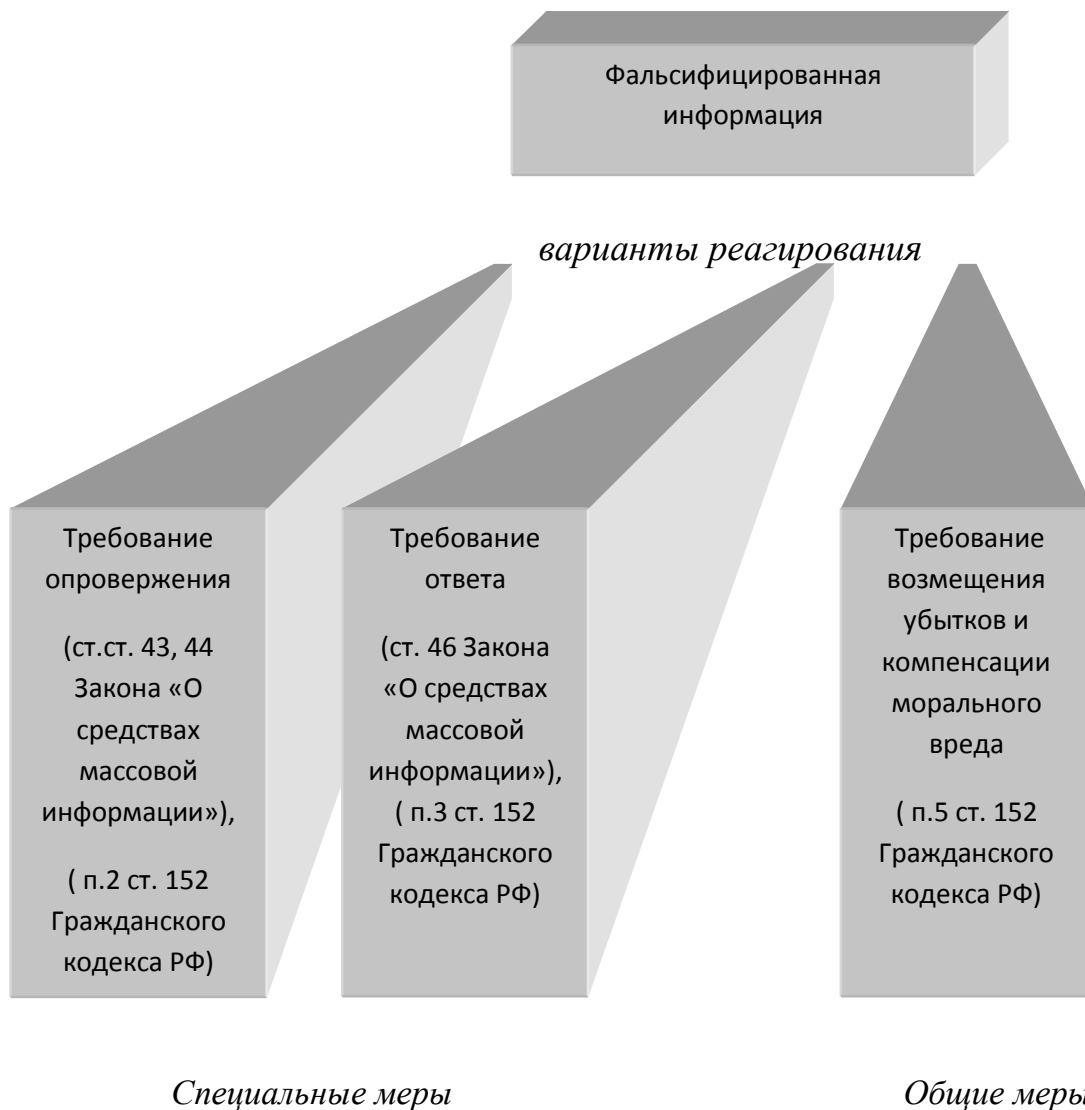 Фальсифицированная
информация
варианты реагирования
Требование
опровержения
(ст.ст. 43, 44
Закона «О
средствах
массовой
информации»),
( п.2 ст. 152
Гражданского
кодекса РФ)
Требование
ответа
(ст. 46 Закона
«О средствах
массовой
информации»),
( п.3 ст. 152
Гражданского
кодекса РФ)
Требование
возмещения
убытков и
компенсации
морального
вреда
( п.5 ст. 152
Гражданского
кодекса РФ)
Специальные меры
Общие меры